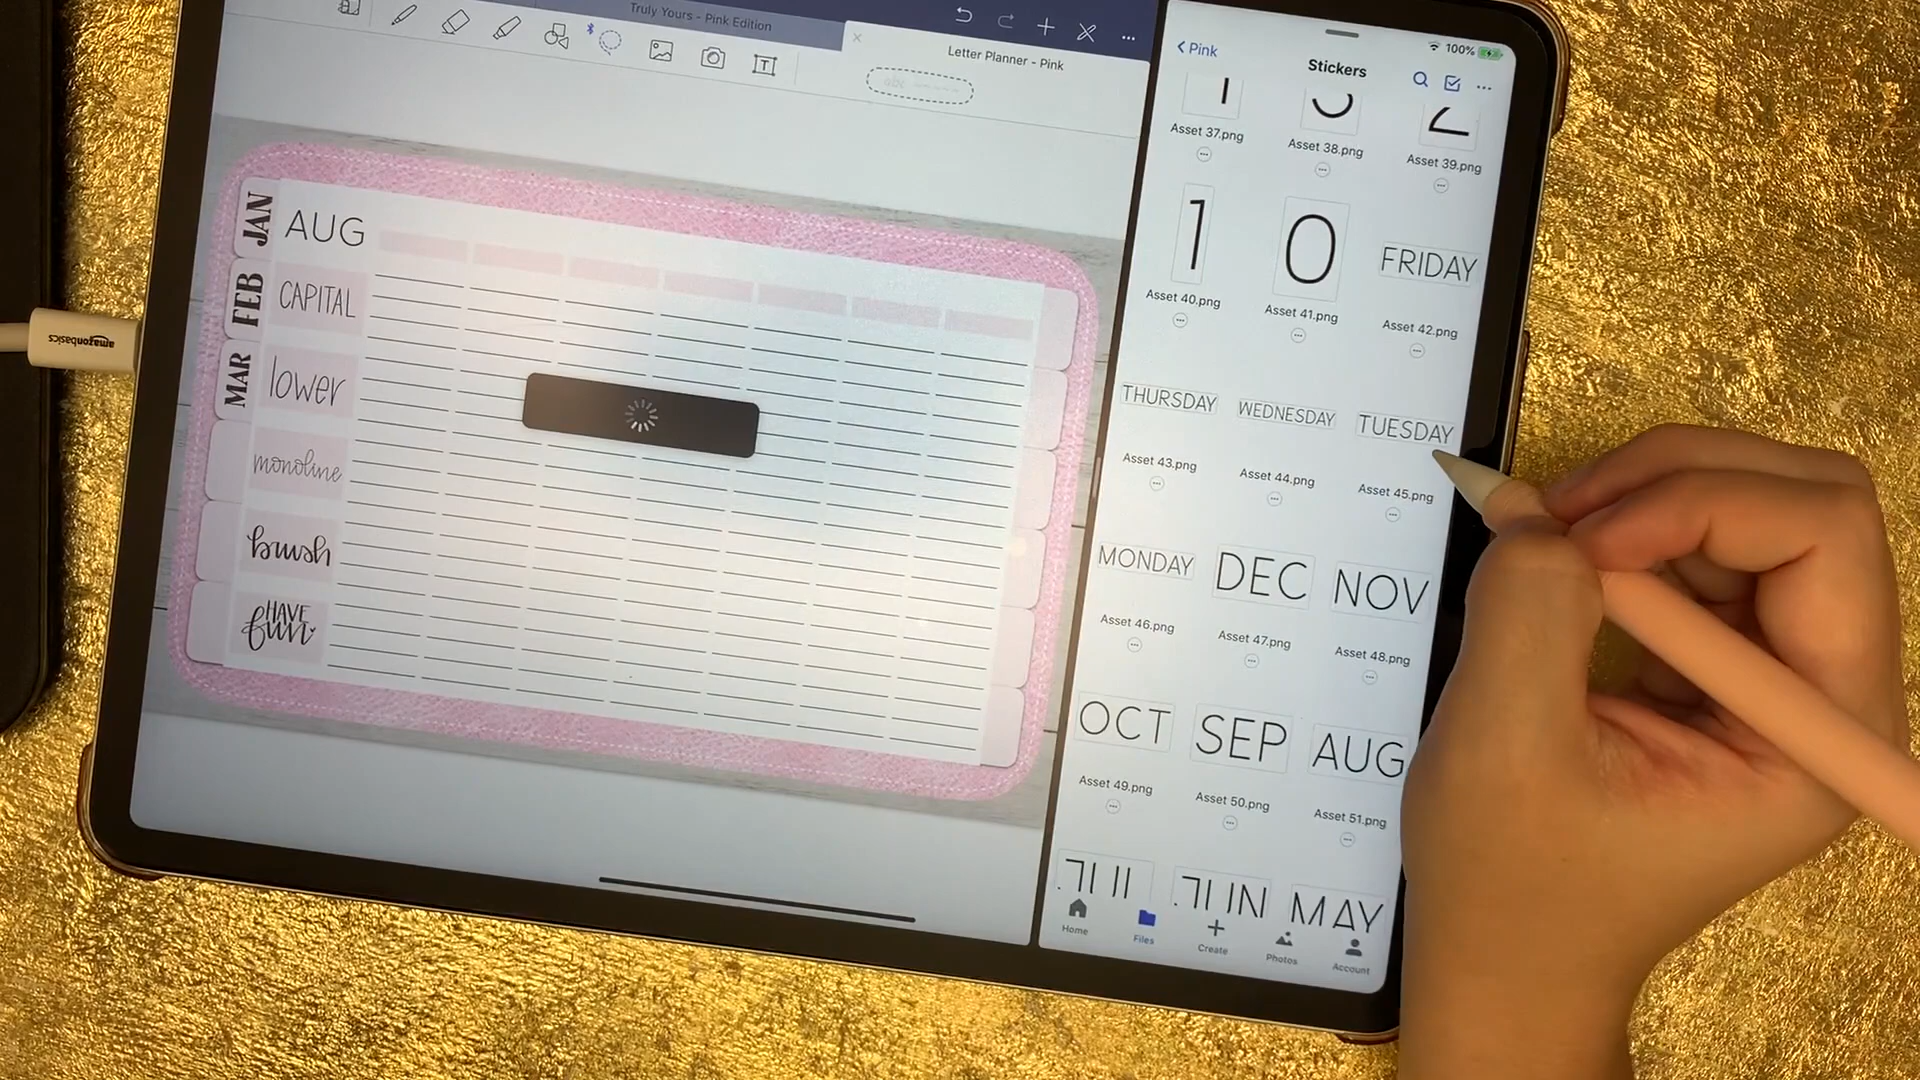 Truly Yours - Pink Edition
Letter Planner - Pink
JAN
FEB
MAR
AUG
CAPITAL
lower
monoline
brush
HAVE
fun
amazonbasics
100%
Pink
Stickers
1
3
2
Asset 37.png
Asset 38.png
Asset 39.png
1
0
FRIDAY
Asset 40.png
Asset 41.png
Asset 42.png
THURSDAY
WEDNESDAY
TUESDAY
Asset 43.png
Asset 44.png
Asset 45.png
MONDAY
DEC
NOV
Asset 46.png
Asset 47.png
Asset 48.png
OCT
SEP
AUG
Asset 49.png
Asset 50.png
Asset 51.png
JUL
JUN
MAY
Home
Files
Create
Photos
Account